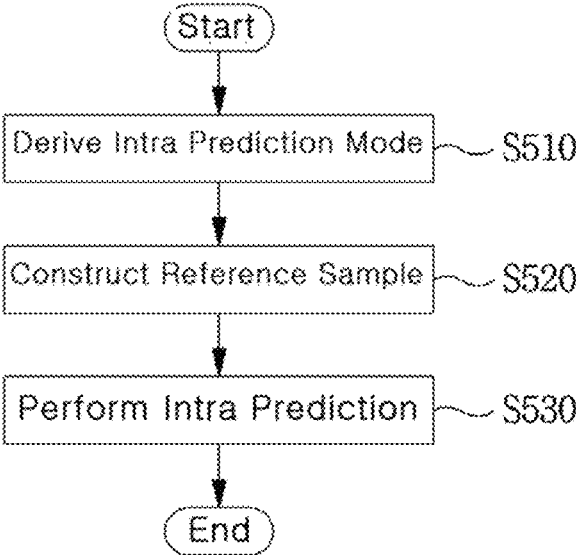 Start
Derive Intra Prediction Mode S510
Construct Reference Sample S520
Perform Intra Prediction S530
End